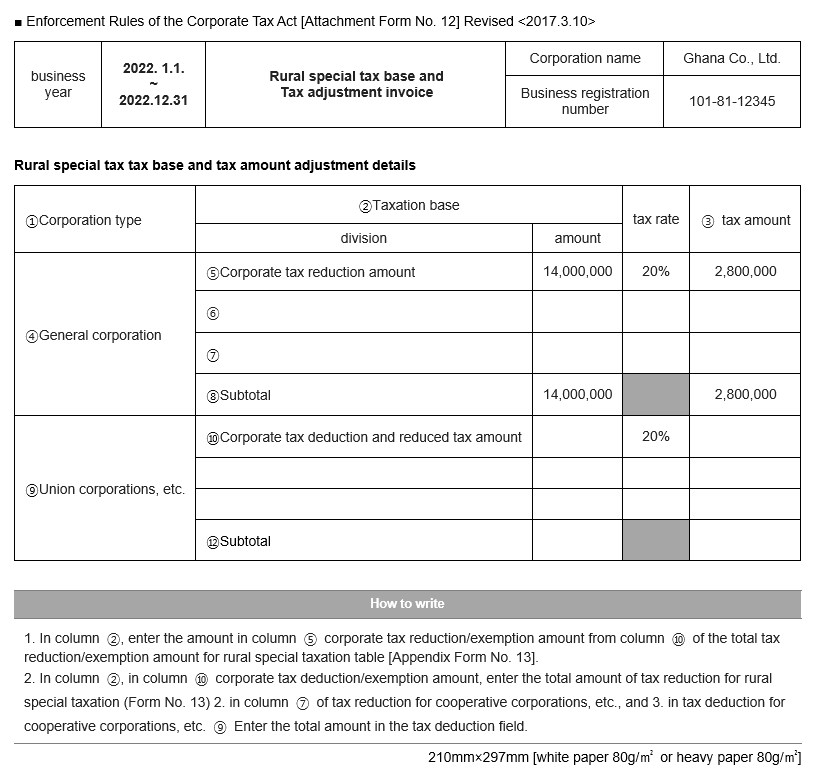 ■ Enforcement Rules of the Corporate Tax Act [Attachment Form No. 12] Revised <2017.3.10>
business year
2022. 1.1.
~
2022.12.31
Rural special tax base and
Tax adjustment invoice
Corporation name
Ghana Co., Ltd.
Business registration number
101-81-12345
Rural special tax tax base and tax amount adjustment details
①Corporation type
②Taxation base
tax rate
③ tax amount
division
amount
④General corporation
⑤Corporate tax reduction amount
14,000,000
20%
2,800,000
⑥
⑦
⑧Subtotal
14,000,000
2,800,000
⑨Union corporations, etc.
⑩Corporate tax deduction and reduced tax amount
20%
⑫Subtotal
How to write
1. In column ②, enter the amount in column ⑤ corporate tax reduction/exemption amount from column ⑩ of the total tax
reduction/exemption amount for rural special taxation table [Appendix Form No. 13].
2. In column ②, in column ⑩ corporate tax deduction/exemption amount, enter the total amount of tax reduction for rural
special taxation (Form No. 13) 2. in column ⑦ of tax reduction for cooperative corporations, etc., and 3. in tax deduction for
cooperative corporations, etc. ⑨ Enter the total amount in the tax deduction field.
210mm×297mm [white paper 80g/㎡ or heavy paper 80g/㎡]